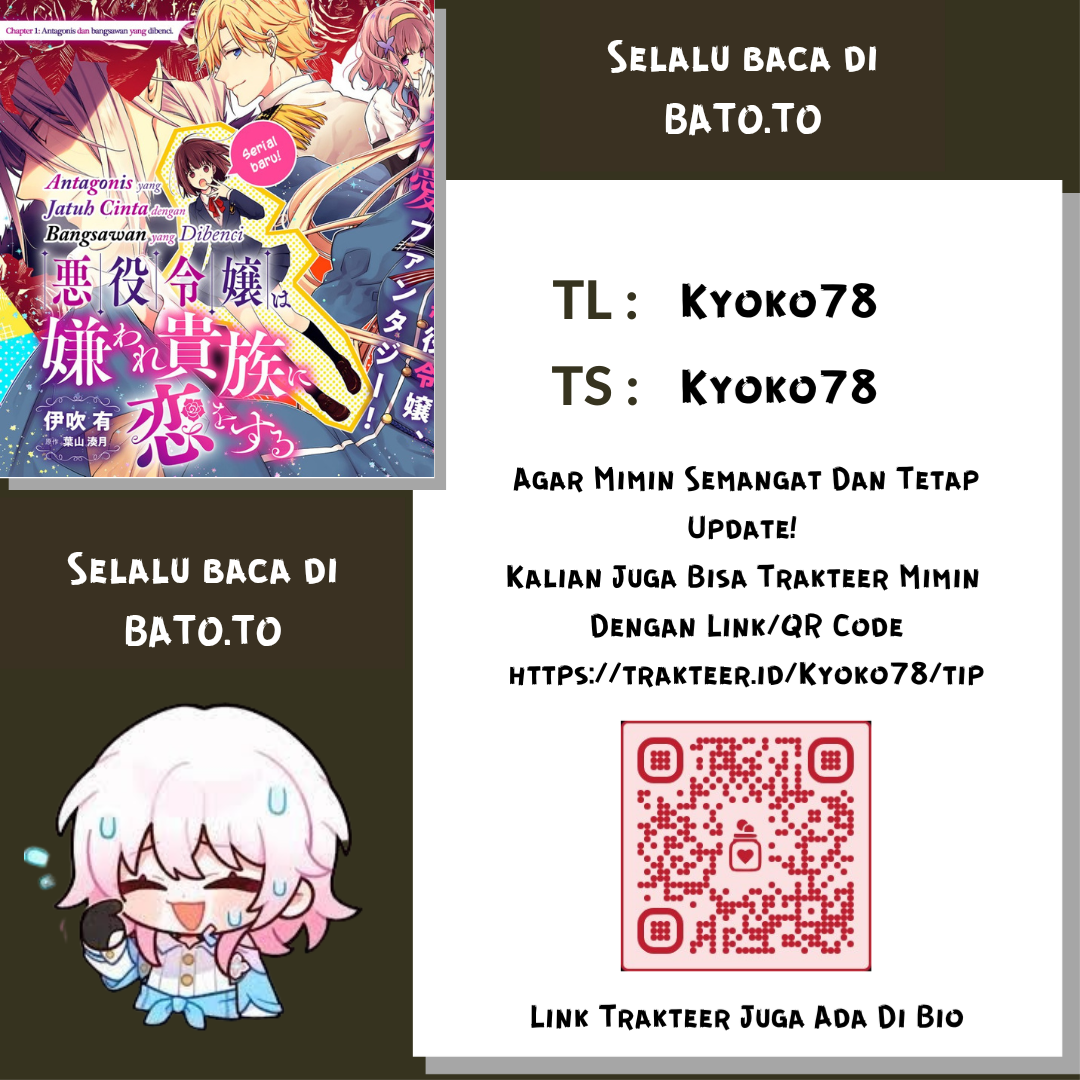 Chapter 1: Antagonis dan bangsawan yang dibenci.
Serial
baru!
Antagonis yang
Jatuh Cinta dengan
Bangsawan yang Dibenci
悪役令嬢は
嫌われ貴族に
恋をする
伊吹 有
原作 葉山 湊月
愛ファンタジー!
役令嬢、
SELALU BACA DI
BATO.TO
TL : KYOKO78
TS : KYOKO78
AGAR MIMIN SEMANGAT DAN TETAP
UPDATE!
KALIAN JUGA BISA TRAKTEER MIMIN
DENGAN LINK/QR CODE
HTTPS://TRAKTEER.ID/KYOKO78/TIP
LINK TRAKTEER JUGA ADA DI BIO
SELALU BACA DI
BATO.TO